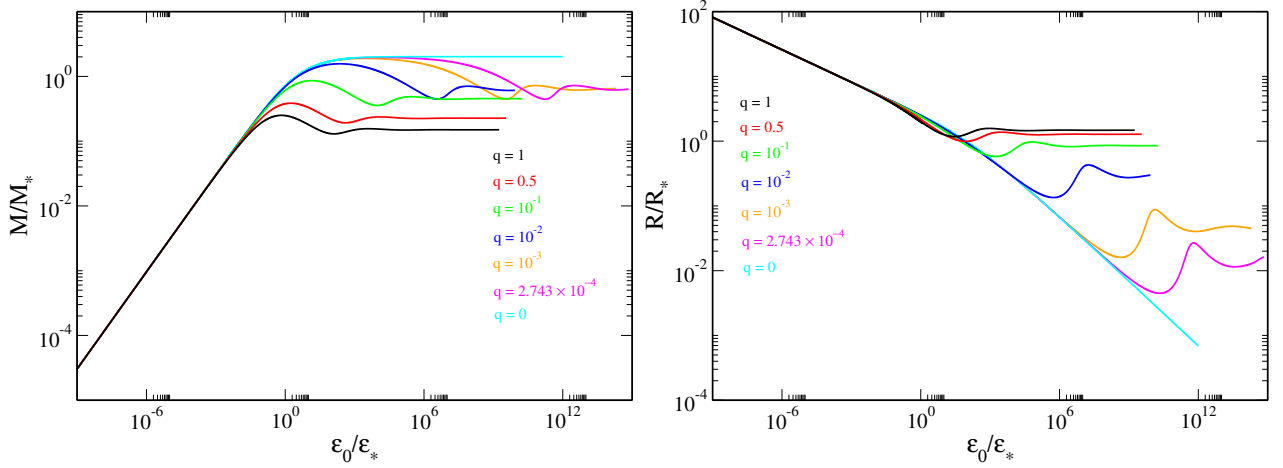 10^0
10^-2
10^-4
M/M_*
10^-6
10^0
10^6
10^12
ε_0/ε_*
q = 1
q = 0.5
q = 10^-1
q = 10^-2
q = 10^-3
q = 2.743 × 10^-4
q = 0
10^2
10^0
10^-2
10^-4
R/R_*
10^-6
10^0
10^6
10^12
ε_0/ε_*
q = 1
q = 0.5
q = 10^-1
q = 10^-2
q = 10^-3
q = 2.743 × 10^-4
q = 0